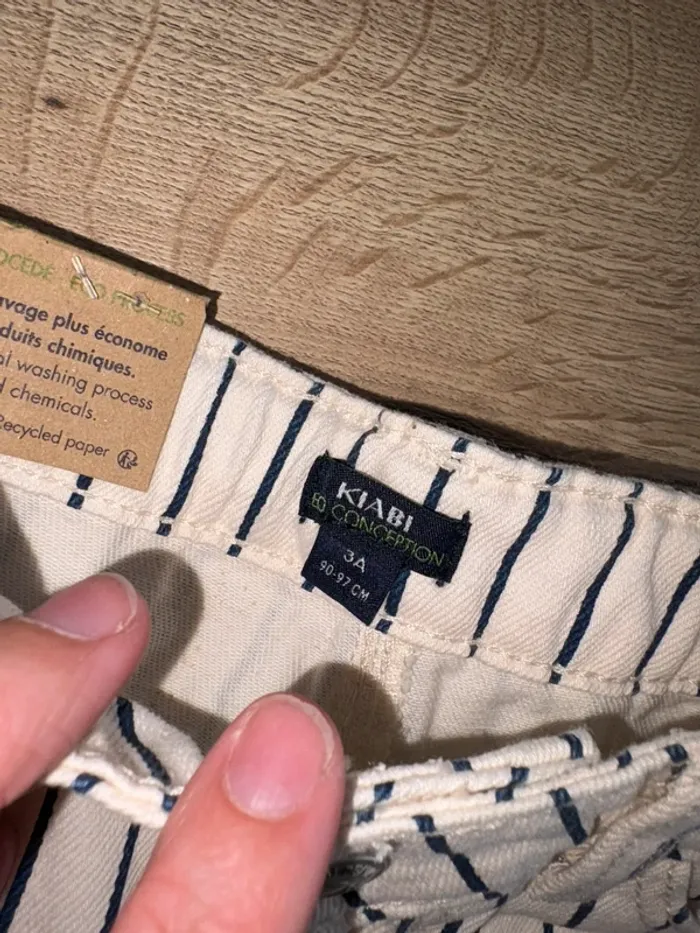 OCÉDÉ ECO PROCESS
avage plus économe
duits chimiques.
al washing process
d chemicals.
Recycled paper
KIABI
ECO CONCEPTION
3A
90-97 CM